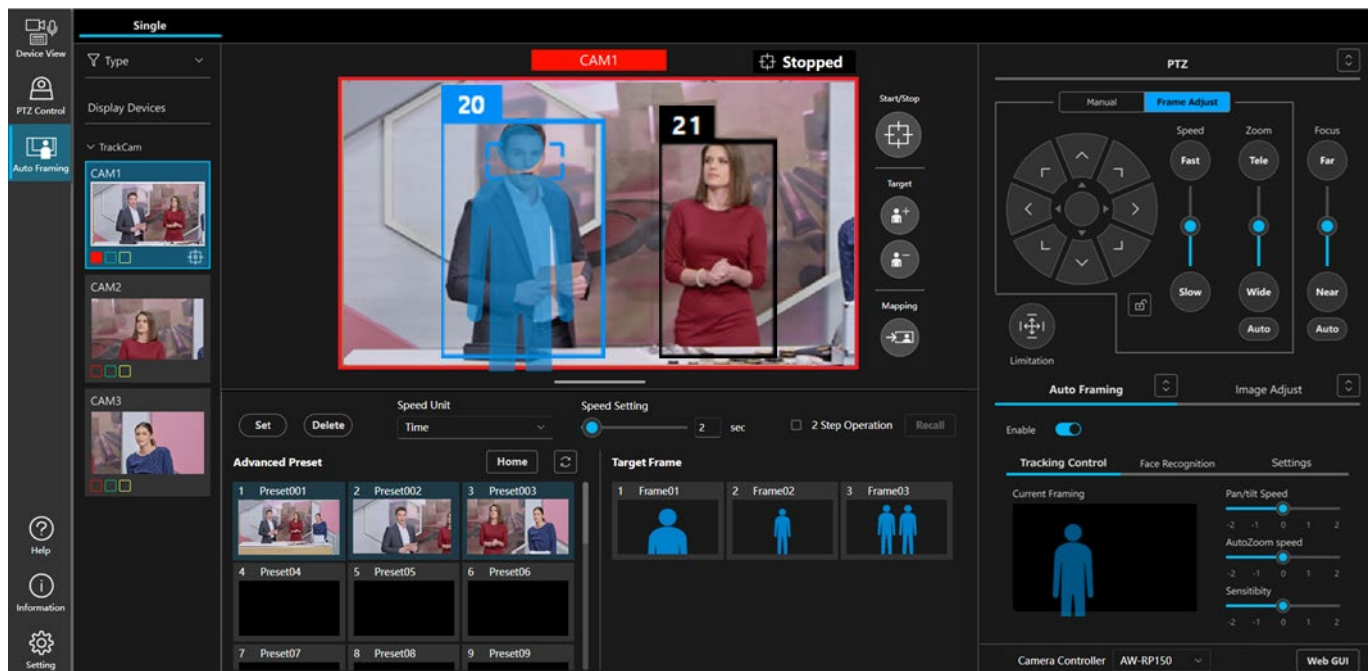 Single
Device View
PTZ Control
Auto Framing
Help
Information
Setting
Type
Display Devices
TrackCam
CAM1
CAM2
CAM3
CAM1
Stopped
20
21
Start/Stop
Target
Mapping
Set
Delete
Speed Unit
Time
Speed Setting
2 sec
2 Step Operation
Recall
Advanced Preset
Home
1 Preset001
2 Preset002
3 Preset003
4 Preset04
5 Preset05
6 Preset06
7 Preset07
8 Preset08
9 Preset09
Target Frame
1 Frame01
2 Frame02
3 Frame03
PTZ
Manual
Frame Adjust
Speed
Zoom
Focus
Fast
Tele
Far
Slow
Wide
Near
Auto
Auto
Limitation
Auto Framing
Image Adjust
Enable
Tracking Control
Face Recognition
Settings
Current Framing
Pan/tilt Speed
-2 -1 0 1 2
AutoZoom speed
-2 -1 0 1 2
Sensitibity
-2 -1 0 1 2
Camera Controller
AW-RP150
Web GUI